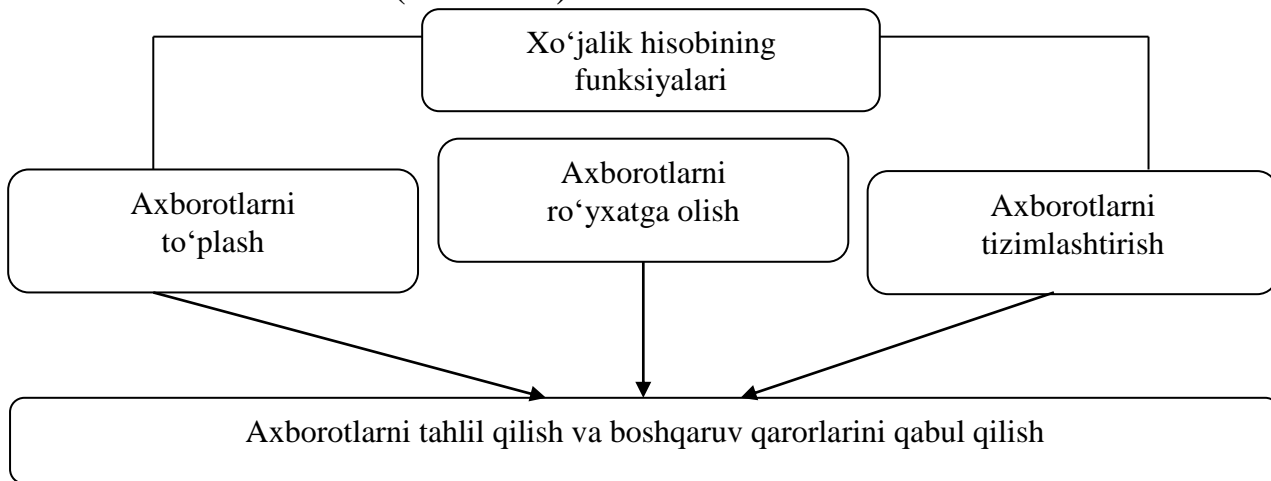 Xo‘jalik hisobining
funksiyalari
Axborotlarni
to‘plash
Axborotlarni
ro‘yxatga olish
Axborotlarni
tizimlashtirish
Axborotlarni tahlil qilish va boshqaruv qarorlarini qabul qilish